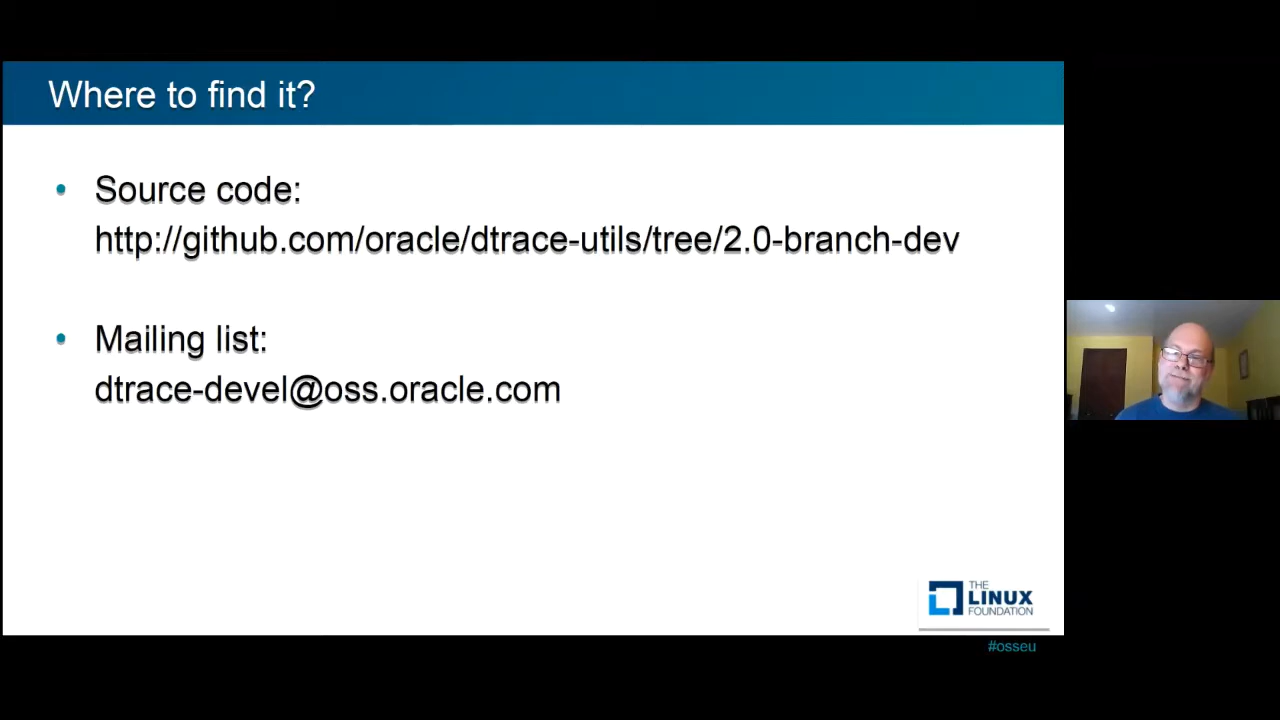 Where to find it?
Source code:
http://github.com/oracle/dtrace-utils/tree/2.0-branch-dev
Mailing list:
dtrace-devel@oss.oracle.com
THE
LINUX
FOUNDATION
#osseu